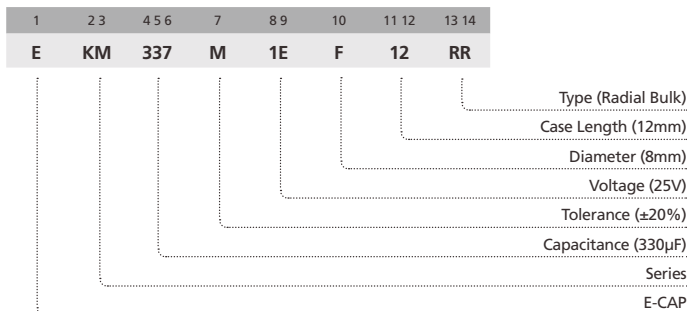 1 2 3 4 5 6 7 8 9 10 11 12 13 14
E KM 337 M 1E F 12 RR
Type (Radial Bulk)
Case Length (12mm)
Diameter (8mm)
Voltage (25V)
Tolerance (±20%)
Capacitance (330µF)
Series
E-CAP